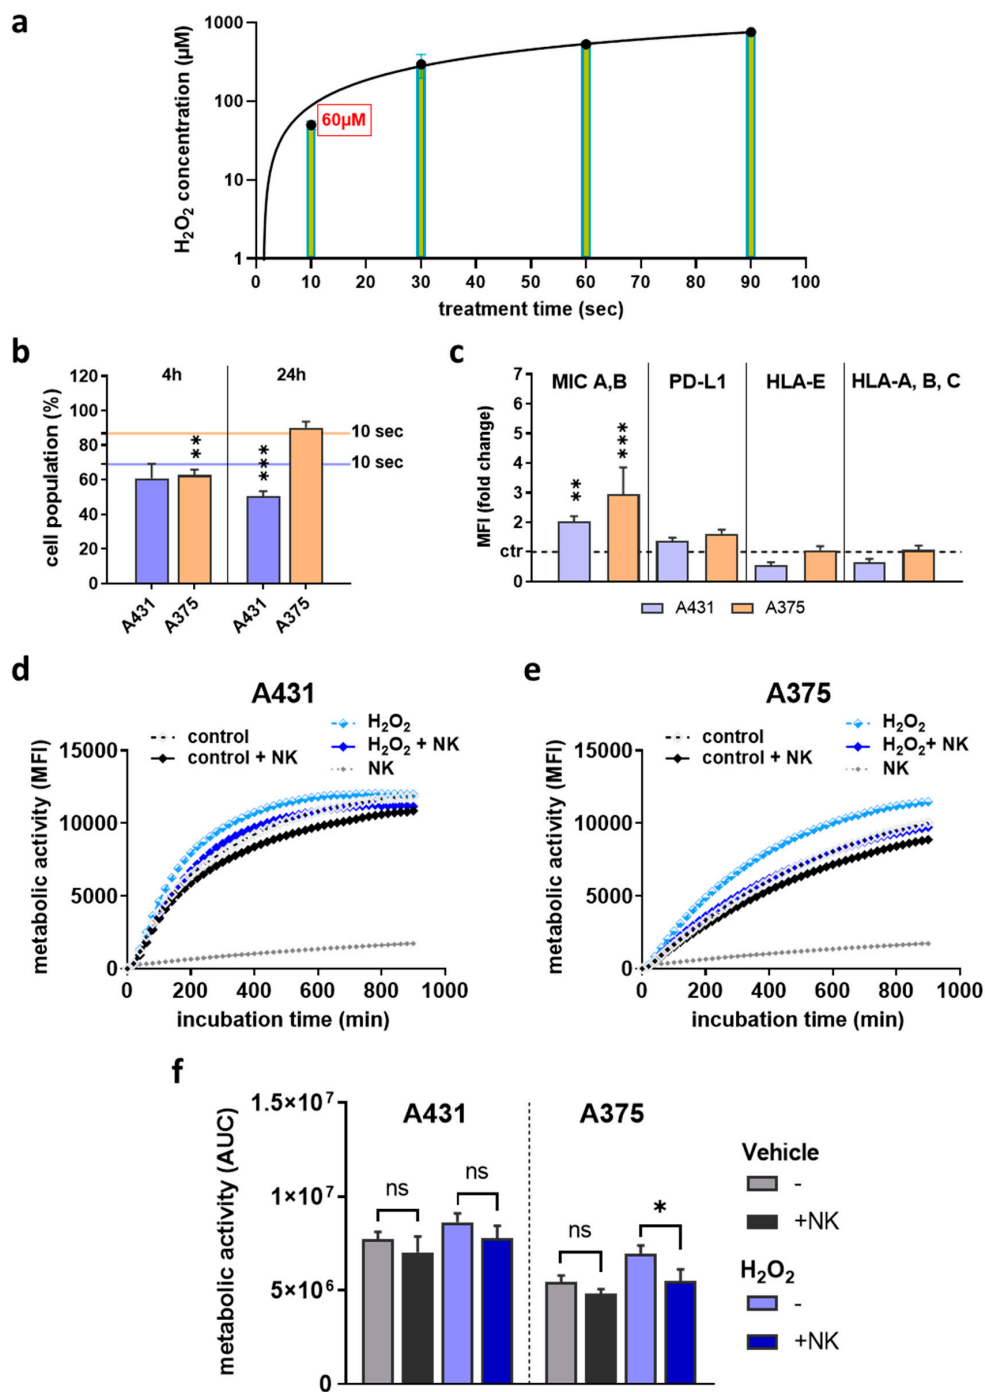 a
H₂O₂ concentration (µM)
1000
100
10
1
60µM
0 10 20 30 40 50 60 70 80 90 100
treatment time (sec)
b
cell population (%)
120
100
80
60
40
20
0
4h 24h
10 sec
10 sec
**
***
A431 A375 A431 A375
c
MFI (fold change)
7
6
5
4
3
2
ctr
0
MIC A,B PD-L1 HLA-E HLA-A, B, C
**
***
A431 A375
d
A431
control
control + NK
H₂O₂
H₂O₂ + NK
NK
metabolic activity (MFI)
15000
10000
5000
0
0 200 400 600 800 1000
incubation time (min)
e
A375
control
control + NK
H₂O₂
H₂O₂+ NK
NK
metabolic activity (MFI)
15000
10000
5000
0
0 200 400 600 800 1000
incubation time (min)
f
metabolic activity (AUC)
1.5×10⁷
1×10⁷
5×10⁶
0
A431 A375
ns ns ns *
Vehicle
-
+NK
H₂O₂
-
+NK